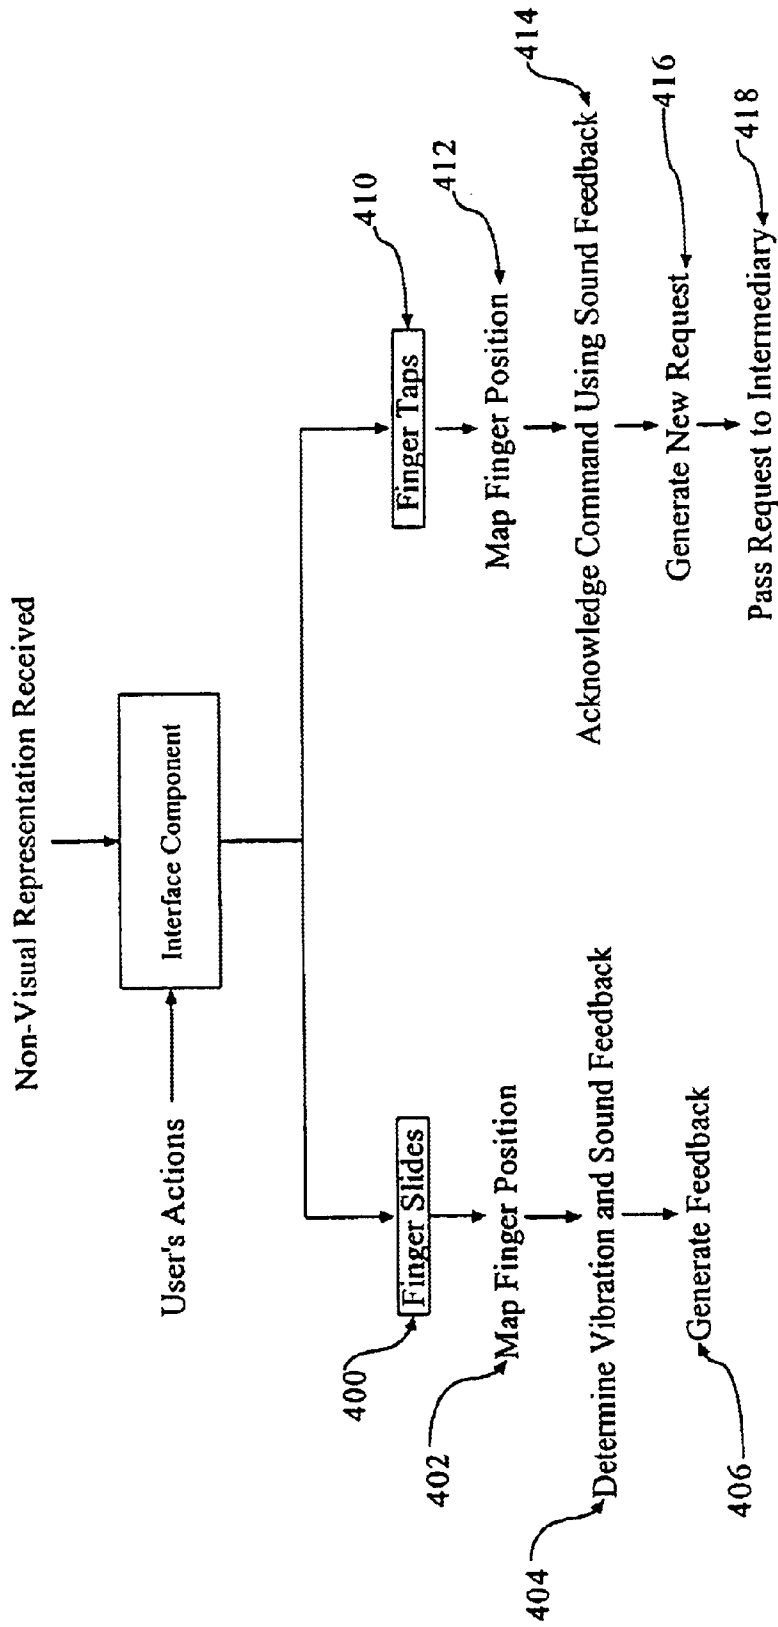 Non-Visual Representation Received
User's Actions
Interface Component
400
Finger Slides
402
Map Finger Position
404
Determine Vibration and Sound Feedback
406
Generate Feedback
410
Finger Taps
412
Map Finger Position
414
Acknowledge Command Using Sound Feedback
416
Generate New Request
418
Pass Request to Intermediary